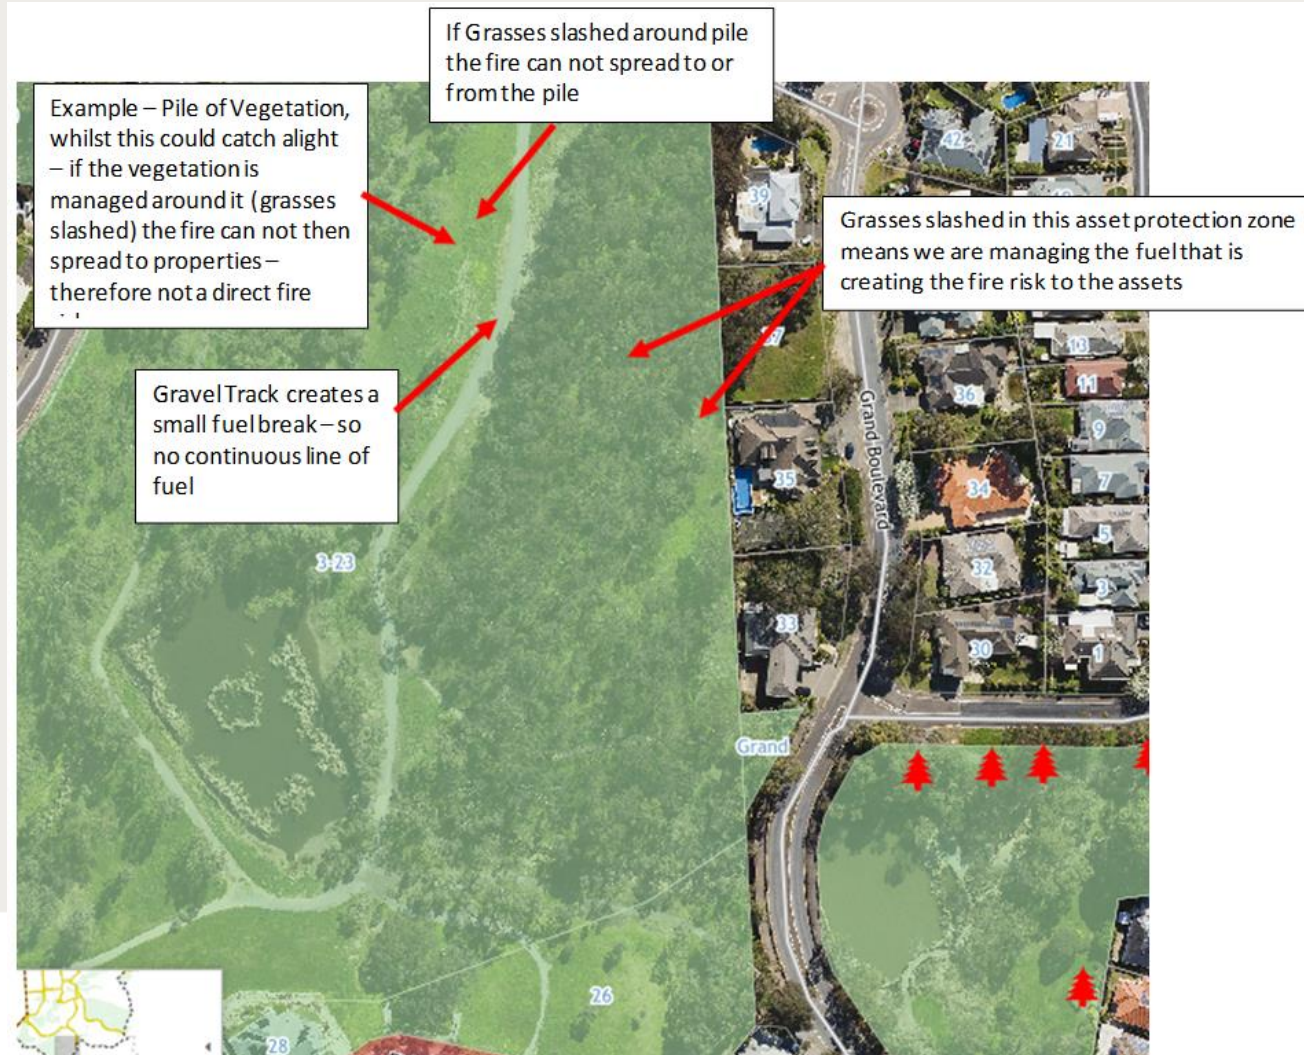 If Grasses slashed around pile
the fire can not spread to or
from the pile
Example – Pile of Vegetation,
whilst this could catch alight
– if the vegetation is
managed around it (grasses
slashed) the fire can not then
spread to properties –
therefore not a direct fire
Grasses slashed in this asset protection zone
means we are managing the fuel that is
creating the fire risk to the assets
Gravel Track creates a
small fuel break – so
no continuous line of
fuel
42
21
39
13
36
11
9
35
34
7
5
32
3
33
30
1
Grand Boulevard
3-23
Grand
26
28